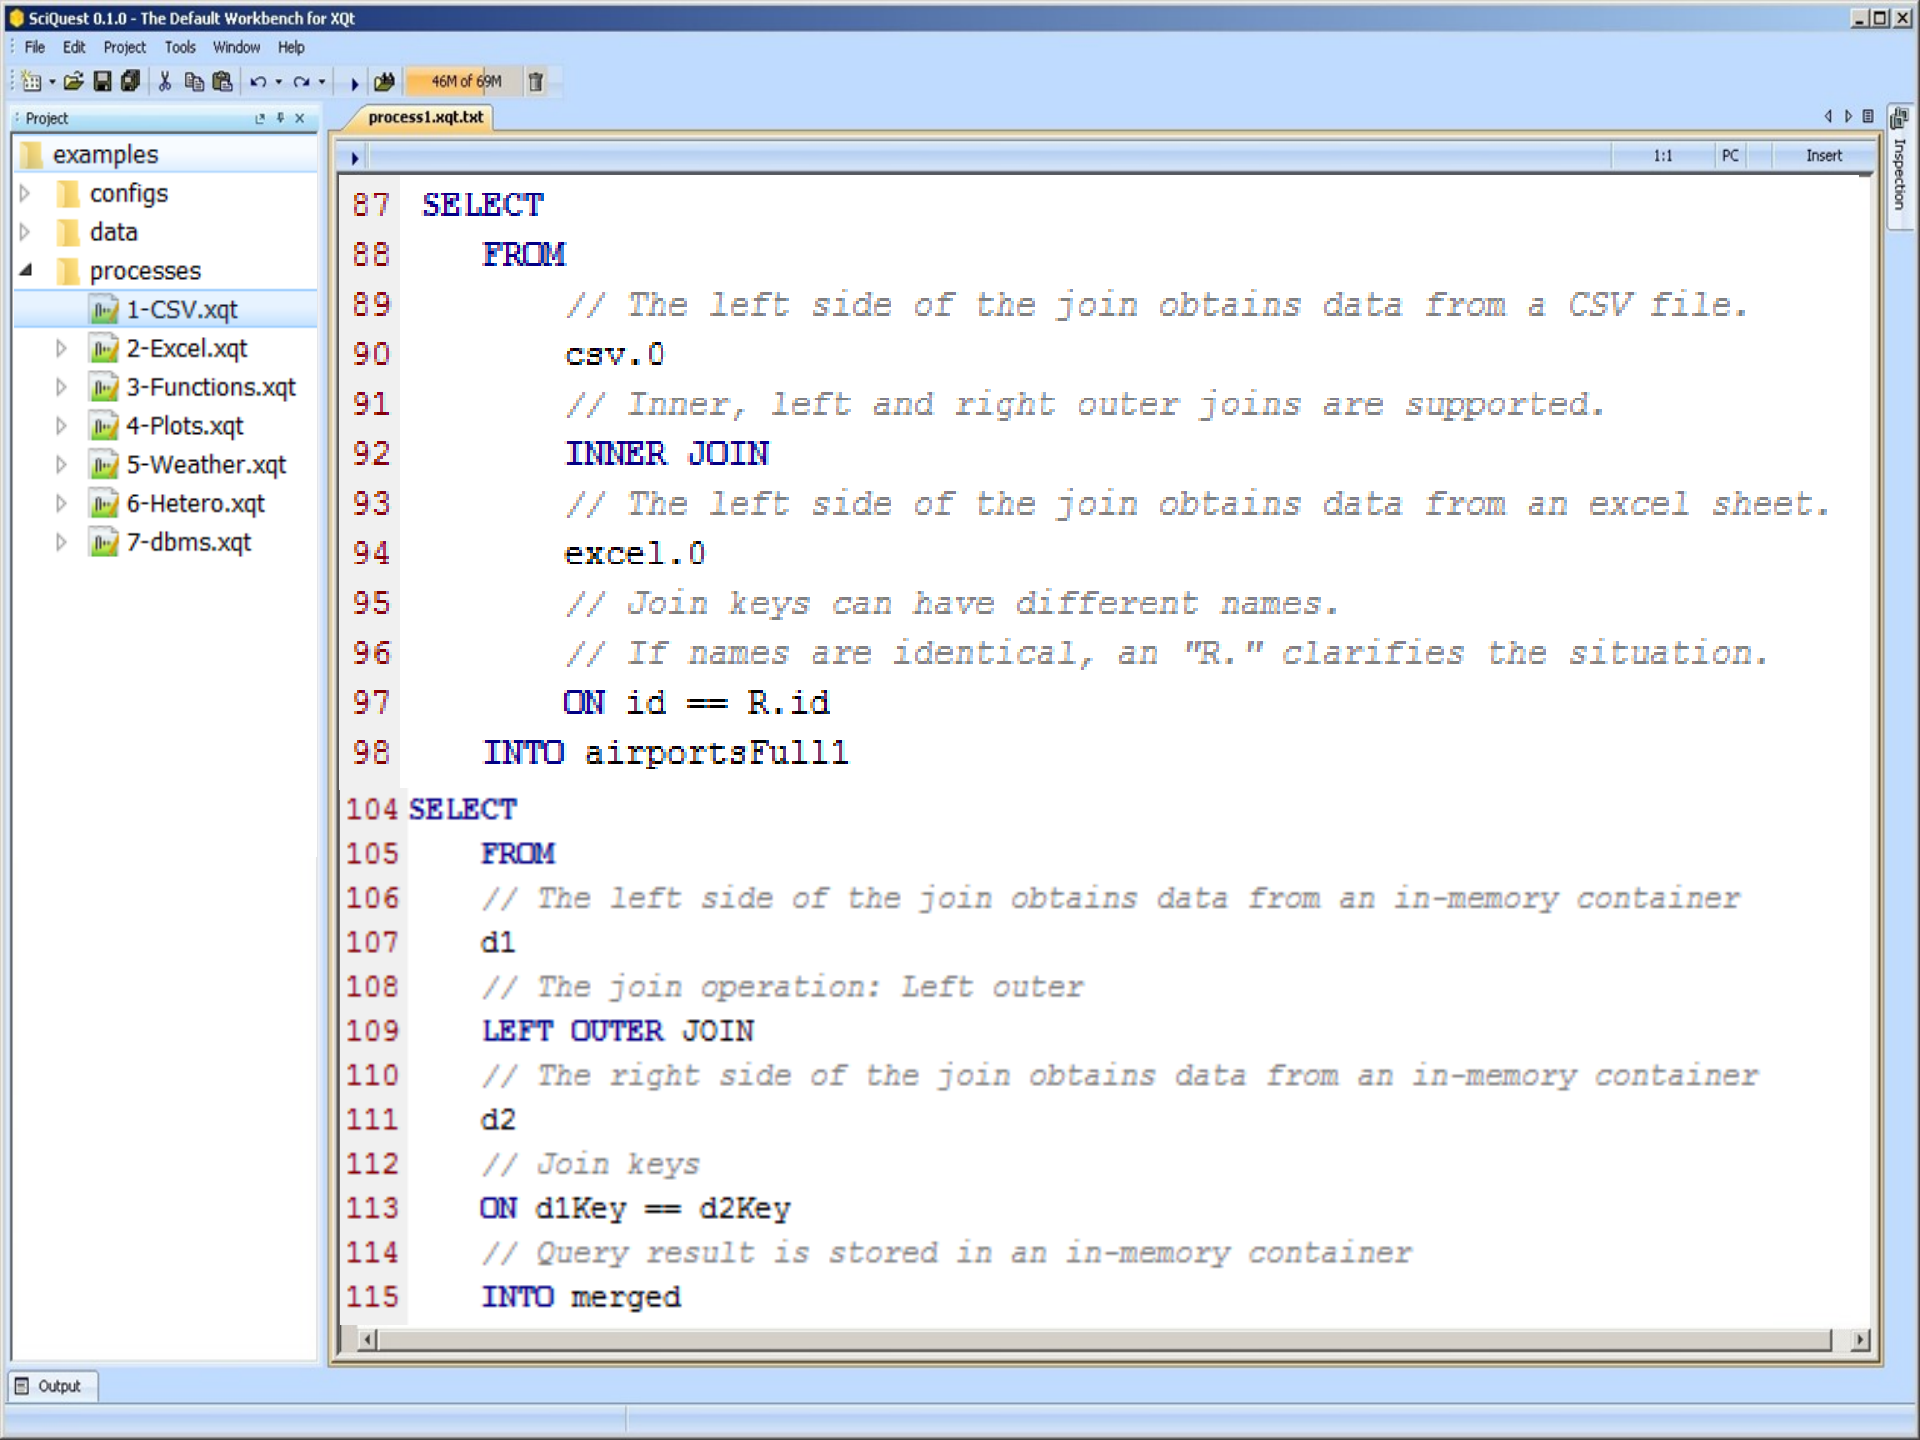 SciQuest 0.1.0 - The Default Workbench for XQt
File Edit Project Tools Window Help
46M of 69M
Project
examples
configs
data
processes
1-CSV.xqt
2-Excel.xqt
3-Functions.xqt
4-Plots.xqt
5-Weather.xqt
6-Hetero.xqt
7-dbms.xqt
process1.xqt.txt
1:1 PC Insert
87 SELECT
88 FROM
89 // The left side of the join obtains data from a CSV file.
90 csv.0
91 // Inner, left and right outer joins are supported.
92 INNER JOIN
93 // The left side of the join obtains data from an excel sheet.
94 excel.0
95 // Join keys can have different names.
96 // If names are identical, an "R." clarifies the situation.
97 ON id == R.id
98 INTO airportsFull1
104 SELECT
105 FROM
106 // The left side of the join obtains data from an in-memory container
107 d1
108 // The join operation: Left outer
109 LEFT OUTER JOIN
110 // The right side of the join obtains data from an in-memory container
111 d2
112 // Join keys
113 ON d1Key == d2Key
114 // Query result is stored in an in-memory container
115 INTO merged
Inspection
Output